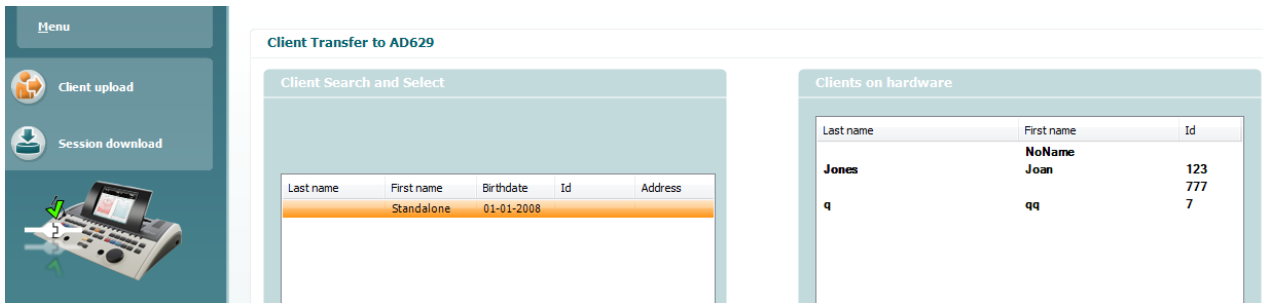 Menu
Client upload
Session download
Client Transfer to AD629
Client Search and Select
Last name First name Birthdate Id Address
Standalone 01-01-2008
Clients on hardware
Last name First name Id
NoName
Jones Joan 123
777
q qq 7